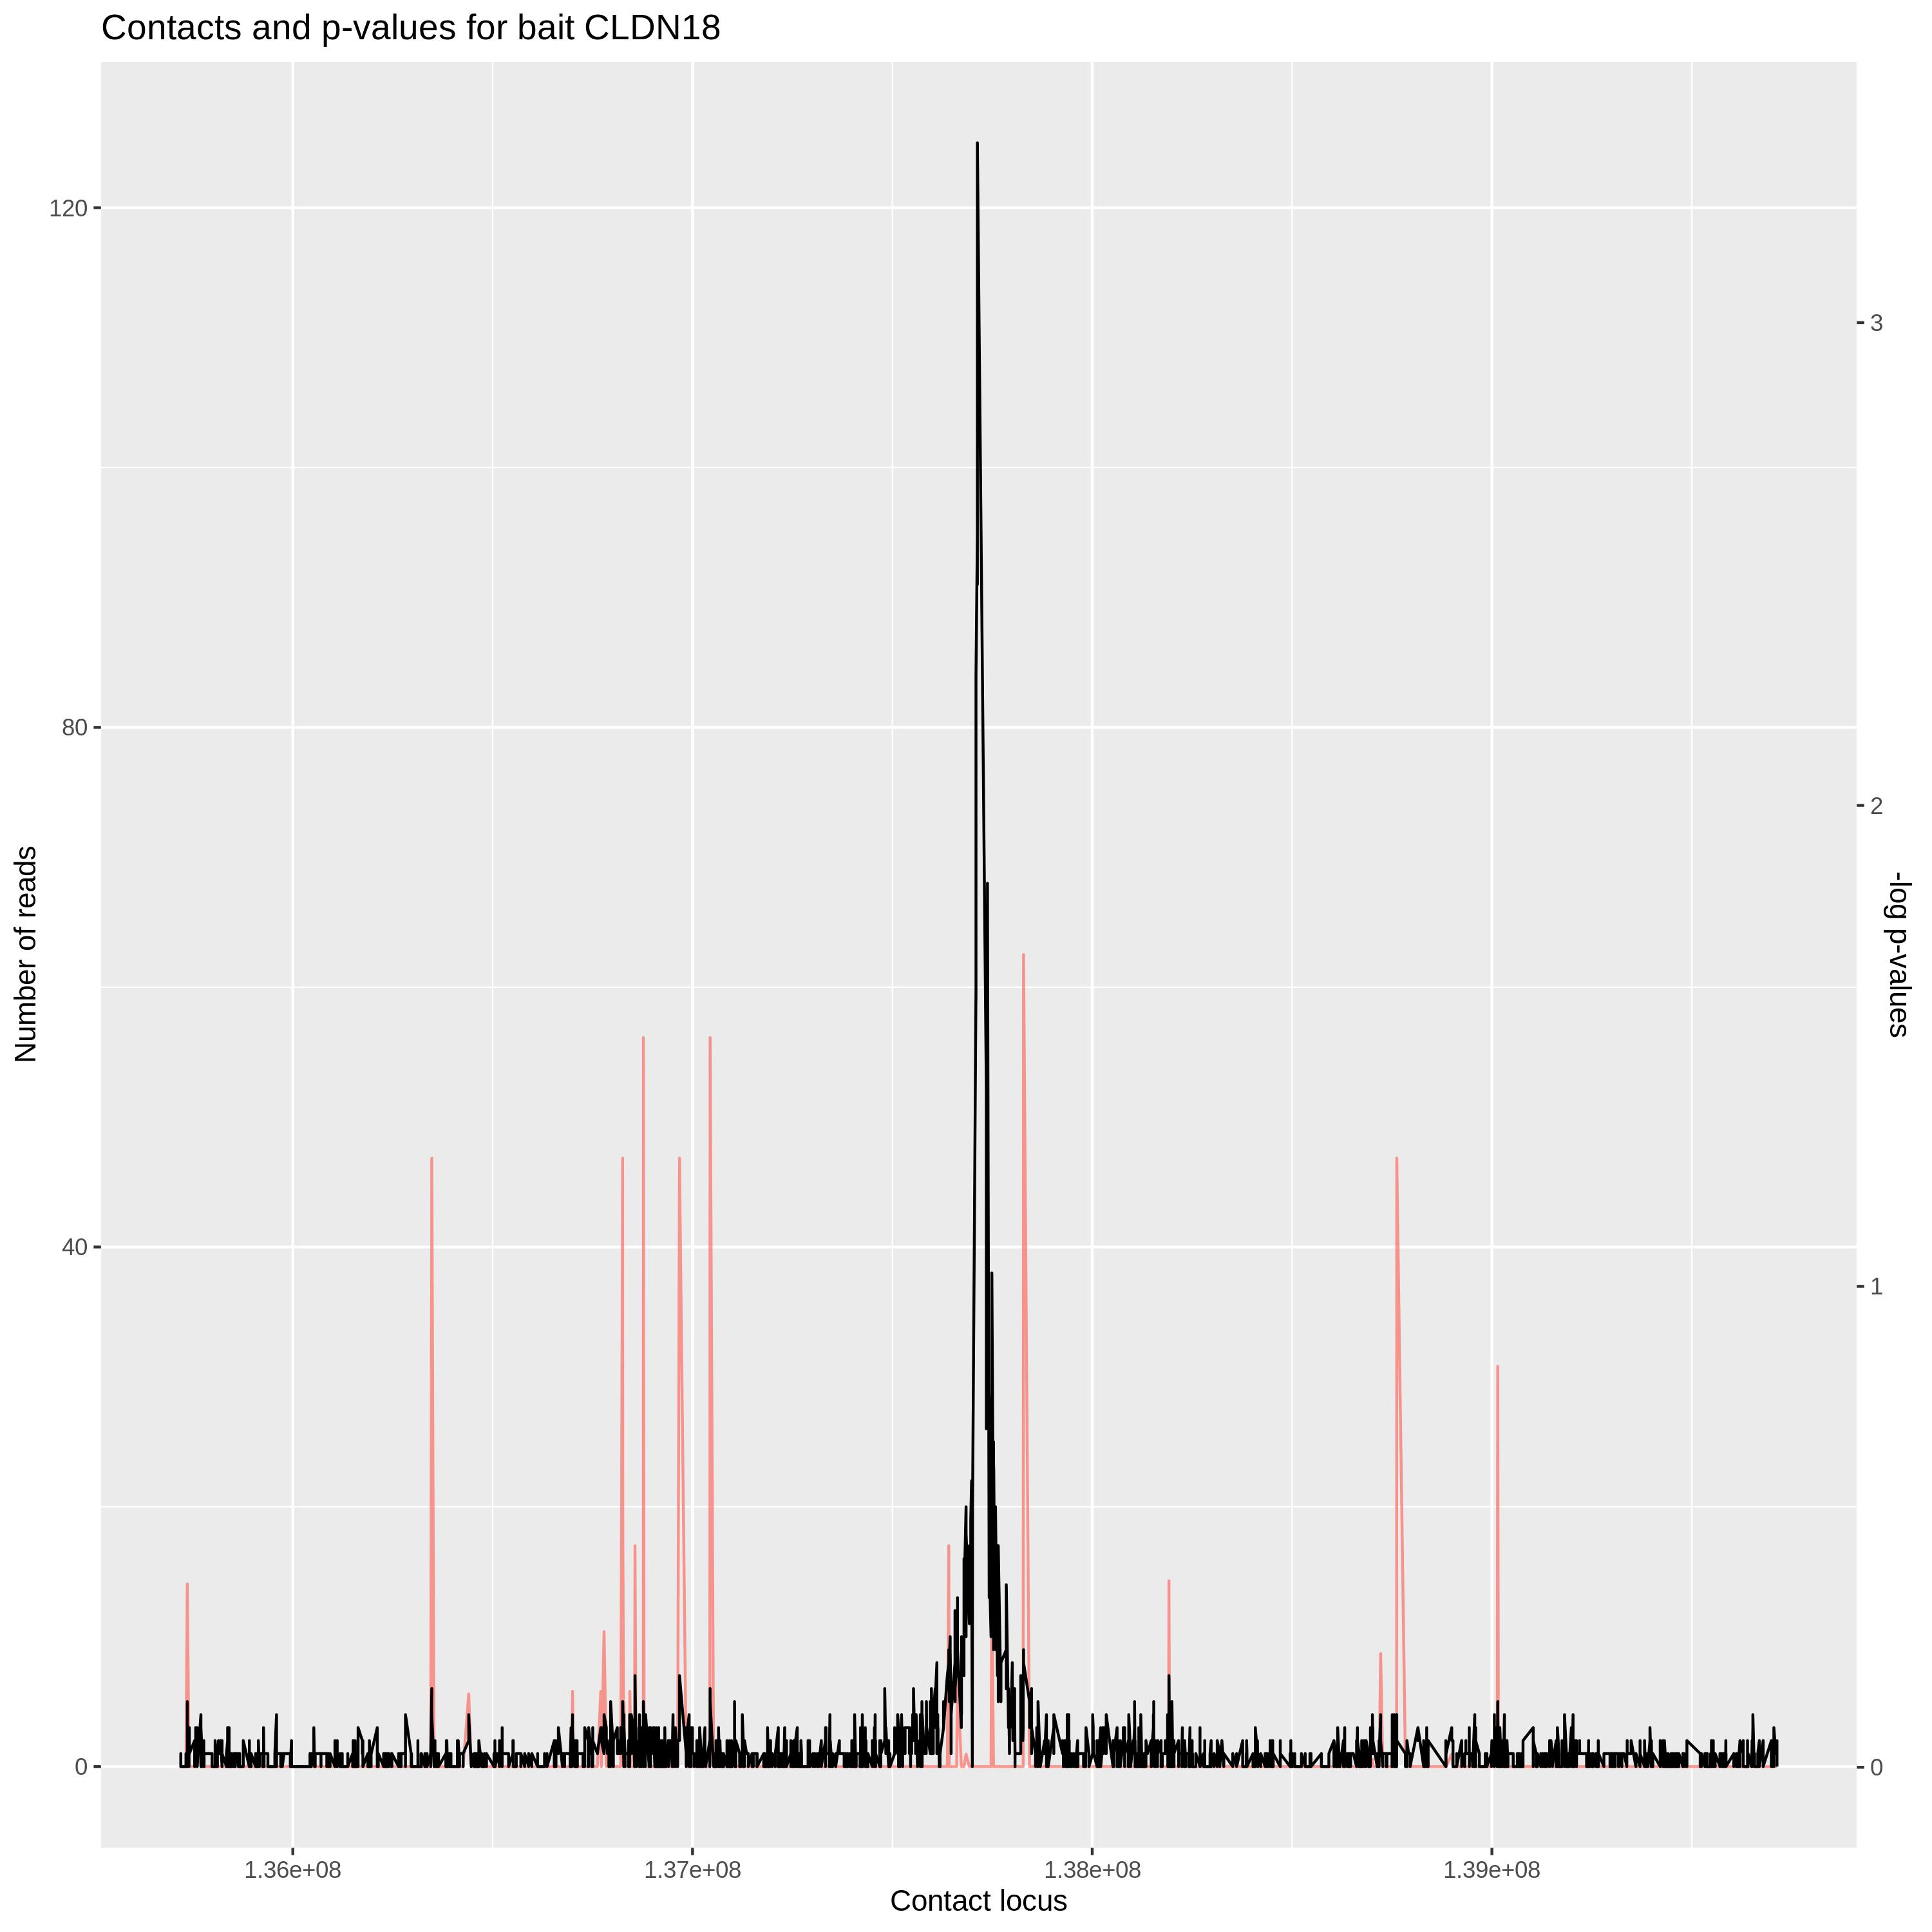 Contacts and p-values for bait CLDN18
120
80
40
0
Number of reads
3
2
1
0
-log p-values
1.36e+08
1.37e+08
1.38e+08
1.39e+08
Contact locus